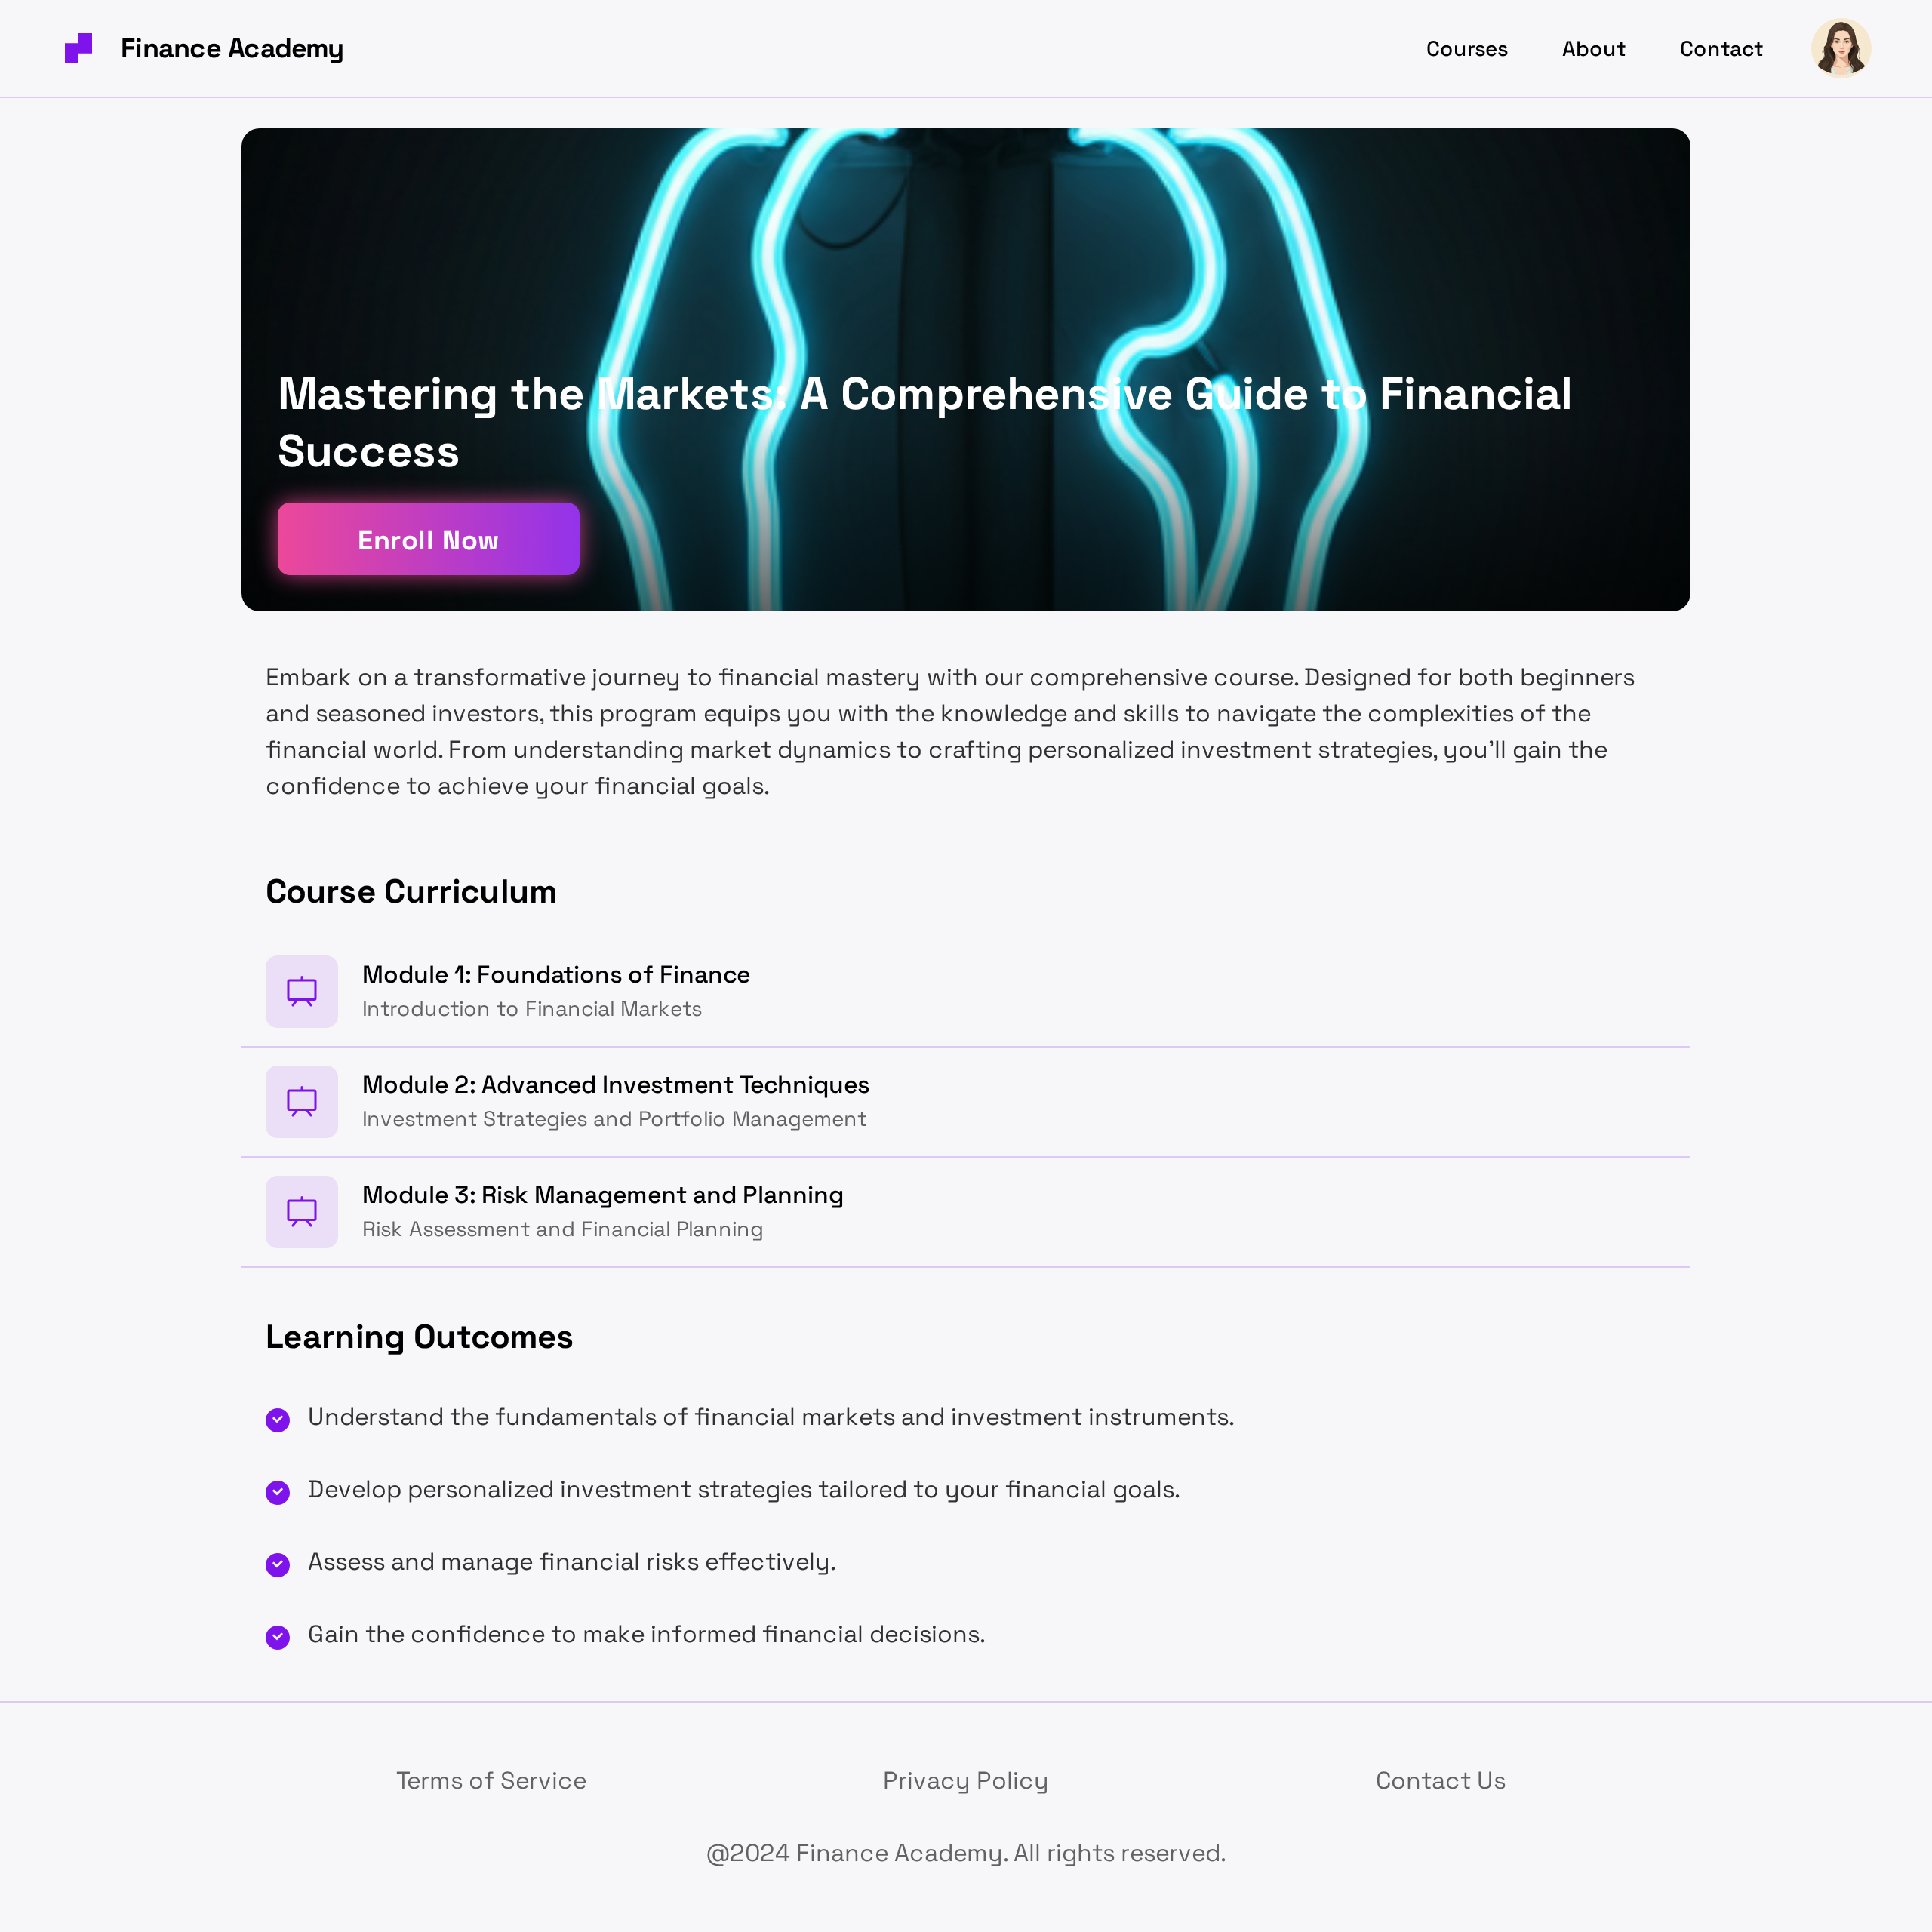 Finance Academy
Courses
About
Contact
Mastering the Markets: A Comprehensive Guide to Financial
Success
Enroll Now
Embark on a transformative journey to financial mastery with our comprehensive course. Designed for both beginners
and seasoned investors, this program equips you with the knowledge and skills to navigate the complexities of the
financial world. From understanding market dynamics to crafting personalized investment strategies, you’ll gain the
confidence to achieve your financial goals.
Course Curriculum
Module 1: Foundations of Finance
Introduction to Financial Markets
Module 2: Advanced Investment Techniques
Investment Strategies and Portfolio Management
Module 3: Risk Management and Planning
Risk Assessment and Financial Planning
Learning Outcomes
Understand the fundamentals of financial markets and investment instruments.
Develop personalized investment strategies tailored to your financial goals.
Assess and manage financial risks effectively.
Gain the confidence to make informed financial decisions.
Terms of Service
Privacy Policy
Contact Us
@2024 Finance Academy. All rights reserved.